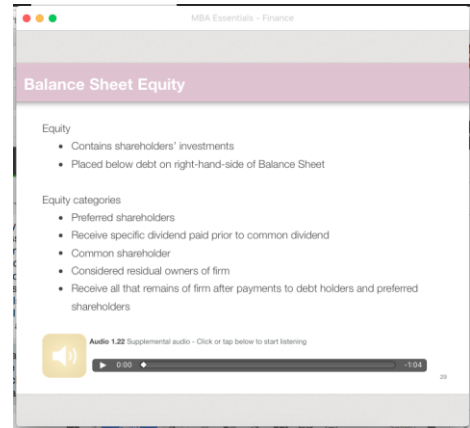 MBA Essentials - Finance
Balance Sheet Equity
Equity
• Contains shareholders' investments
• Placed below debt on right-hand-side of Balance Sheet
Equity categories
• Preferred shareholders
• Receive specific dividend paid prior to common dividend
• Common shareholder
• Considered residual owners of firm
• Receive all that remains of firm after payments to debt holders and preferred
shareholders
Audio 1.22 Supplemental audio - Click or tap below to start listening
0:00 -1:04